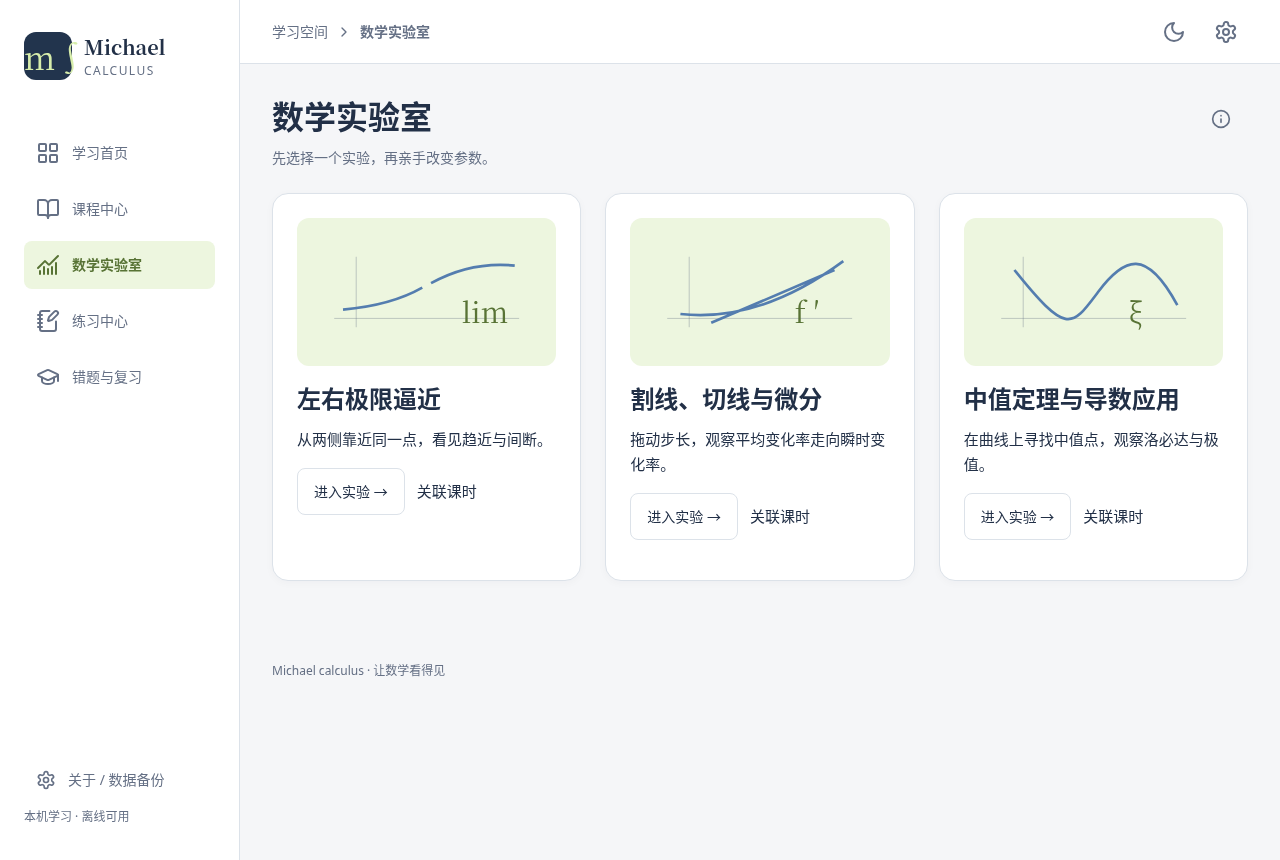 m ∫
Michael
CALCULUS
学习首页
课程中心
数学实验室
练习中心
错题与复习
关于 / 数据备份
本机学习 · 离线可用
学习空间 > 数学实验室
数学实验室
先选择一个实验，再亲手改变参数。
lim
左右极限逼近
从两侧靠近同一点，看见趋近与间断。
进入实验 → 关联课时
f ′
割线、切线与微分
拖动步长，观察平均变化率走向瞬时变
化率。
进入实验 → 关联课时
ξ
中值定理与导数应用
在曲线上寻找中值点，观察洛必达与极
值。
进入实验 → 关联课时
Michael calculus · 让数学看得见